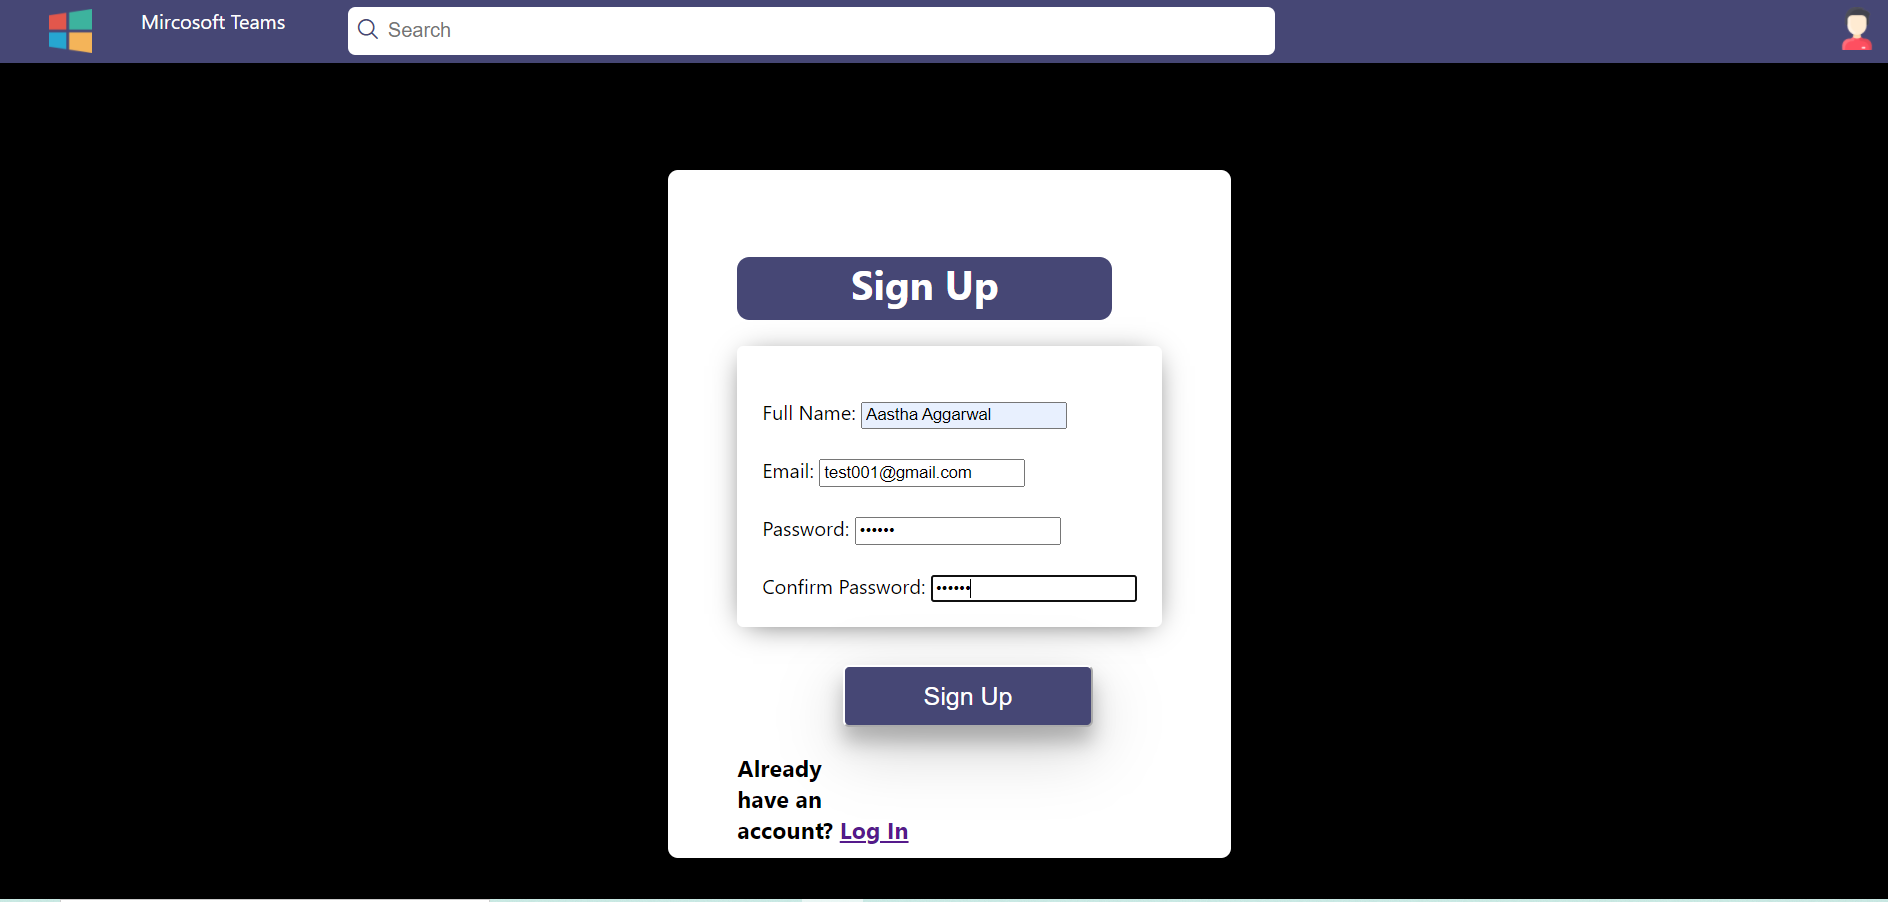 Mircosoft Teams
Search
Sign Up
Full Name: Aastha Aggarwal
Email: test001@gmail.com
Password: ••••••
Confirm Password: ••••••
Sign Up
Already
have an
account? Log In